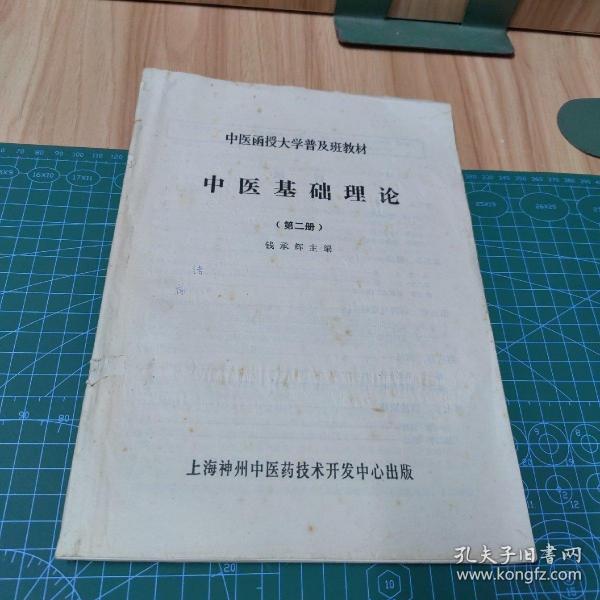 中医函授大学普及班教材
中医基础理论
（第二册）
钱承辉主编
上海神州中医药技术开发中心出版
孔夫子旧书网
www.kongfz.com